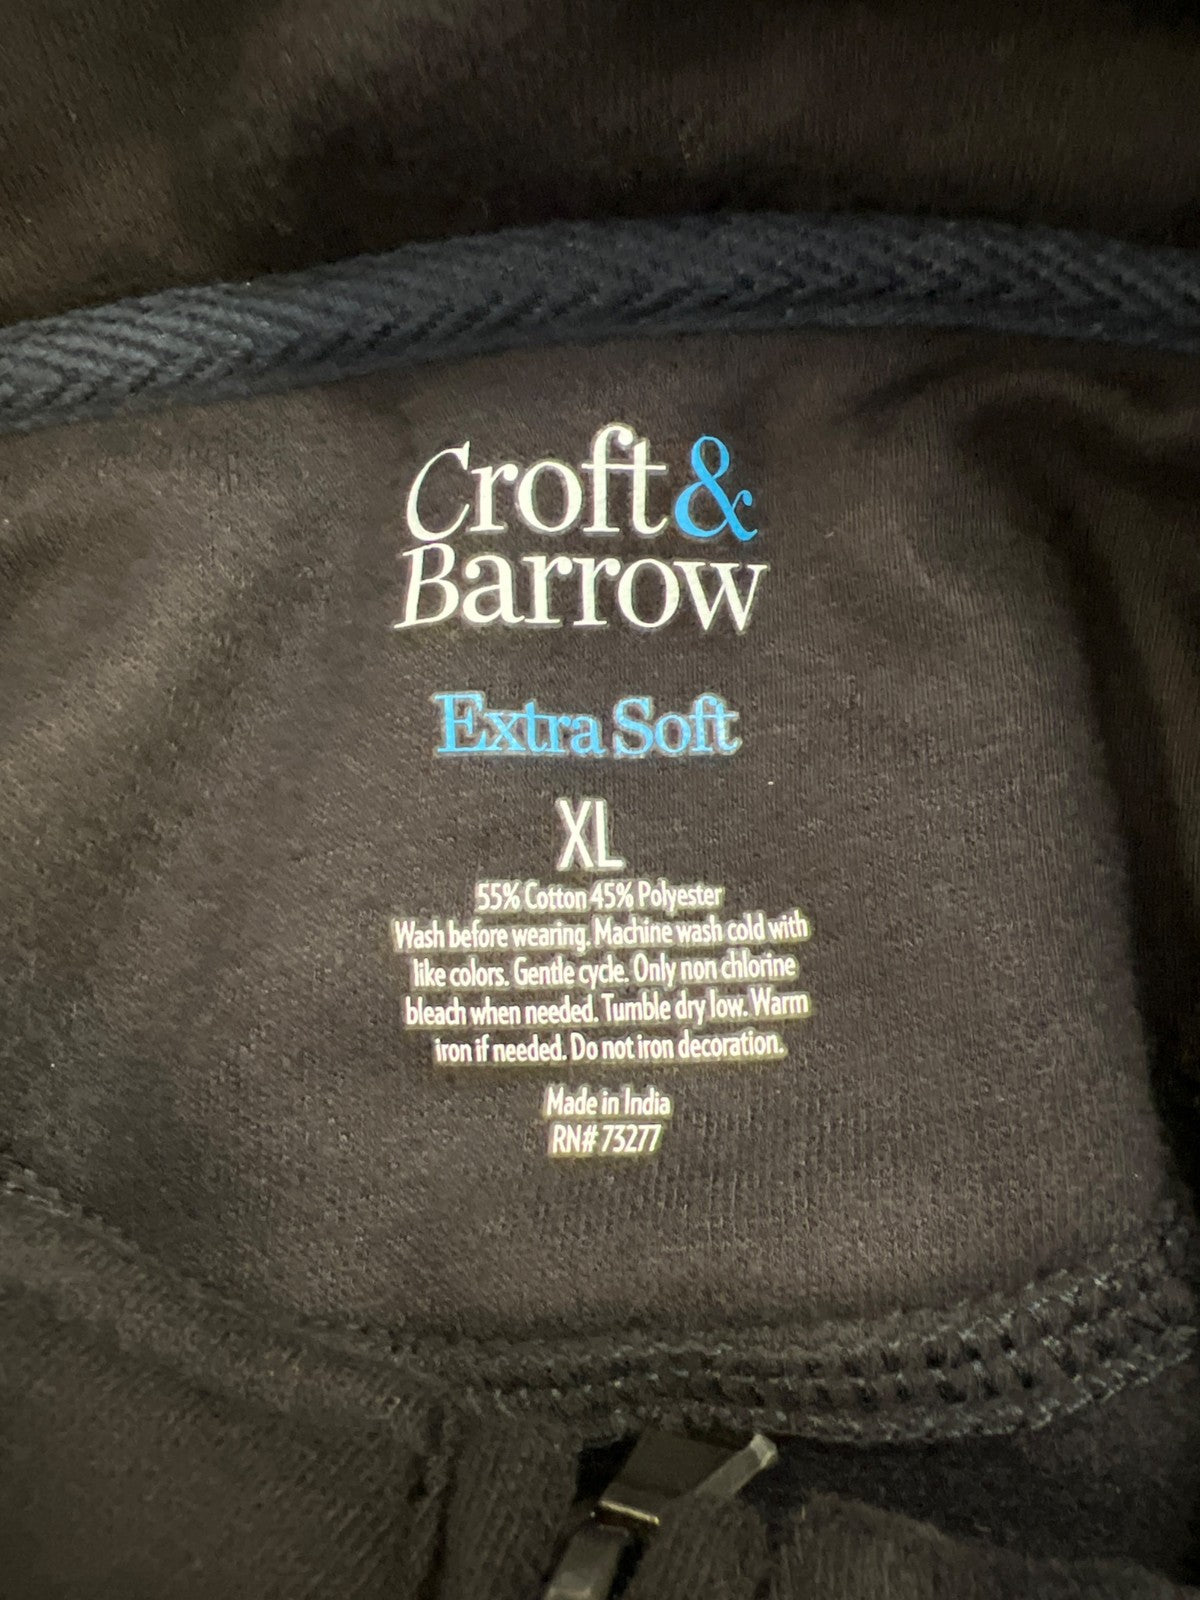 Croft &
Barrow
Extra Soft
XL
55% Cotton 45% Polyester
Wash before wearing. Machine wash cold with
like colors. Gentle cycle. Only non chlorine
bleach when needed. Tumble dry low. Warm
iron if needed. Do not iron decoration.
Made in India
RN# 73277